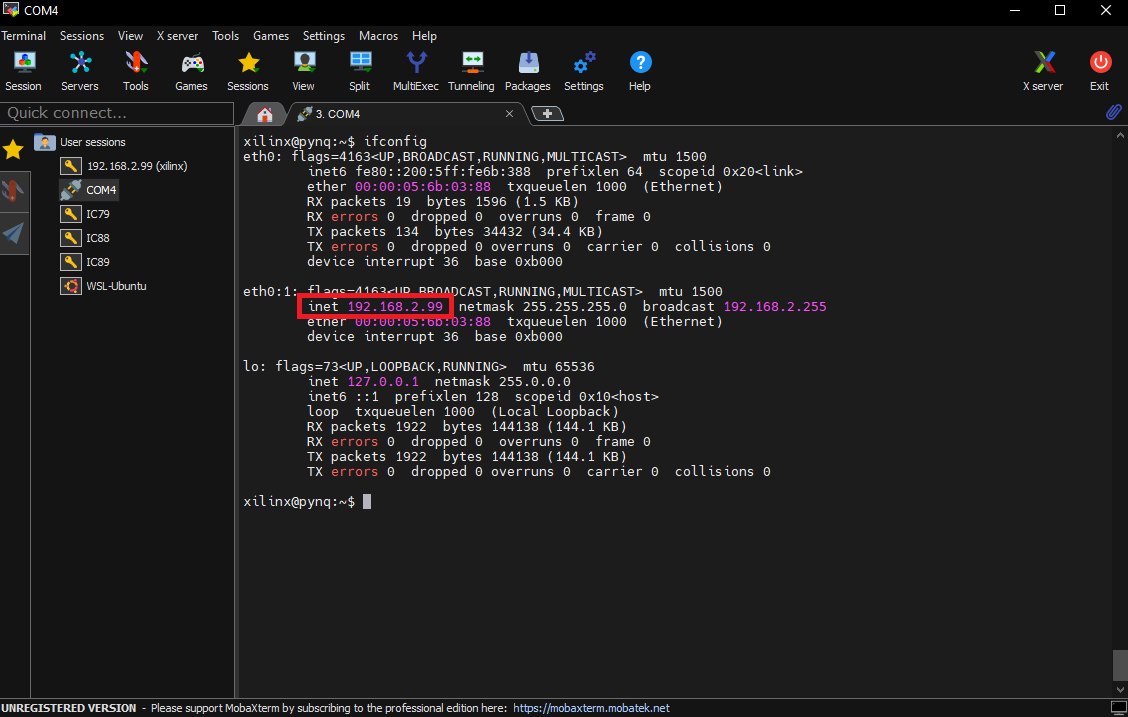 COM4
Terminal Sessions View X server Tools Games Settings Macros Help
Session Servers Tools Games Sessions View Split MultiExec Tunneling Packages Settings Help X server Exit
Quick connect...
3. COM4
User sessions
192.168.2.99 (xilinx)
COM4
IC79
IC88
IC89
WSL-Ubuntu
xilinx@pynq:~$ ifconfig
eth0: flags=4163<UP,BROADCAST,RUNNING,MULTICAST>  mtu 1500
        inet6 fe80::200:5ff:fe6b:388  prefixlen 64  scopeid 0x20<link>
        ether 00:00:05:6b:03:88  txqueuelen 1000  (Ethernet)
        RX packets 19  bytes 1596 (1.5 KB)
        RX errors 0  dropped 0  overruns 0  frame 0
        TX packets 134  bytes 34432 (34.4 KB)
        TX errors 0  dropped 0 overruns 0  carrier 0  collisions 0
        device interrupt 36  base 0xb000
eth0:1: flags=4163<UP,BROADCAST,RUNNING,MULTICAST>  mtu 1500
        inet 192.168.2.99  netmask 255.255.255.0  broadcast 192.168.2.255
        ether 00:00:05:6b:03:88  txqueuelen 1000  (Ethernet)
        device interrupt 36  base 0xb000
lo: flags=73<UP,LOOPBACK,RUNNING>  mtu 65536
        inet 127.0.0.1  netmask 255.0.0.0
        inet6 ::1  prefixlen 128  scopeid 0x10<host>
        loop  txqueuelen 1000  (Local Loopback)
        RX packets 1922  bytes 144138 (144.1 KB)
        RX errors 0  dropped 0  overruns 0  frame 0
        TX packets 1922  bytes 144138 (144.1 KB)
        TX errors 0  dropped 0 overruns 0  carrier 0  collisions 0
xilinx@pynq:~$
UNREGISTERED VERSION - Please support MobaXterm by subscribing to the professional edition here: https://mobaxterm.mobatek.net